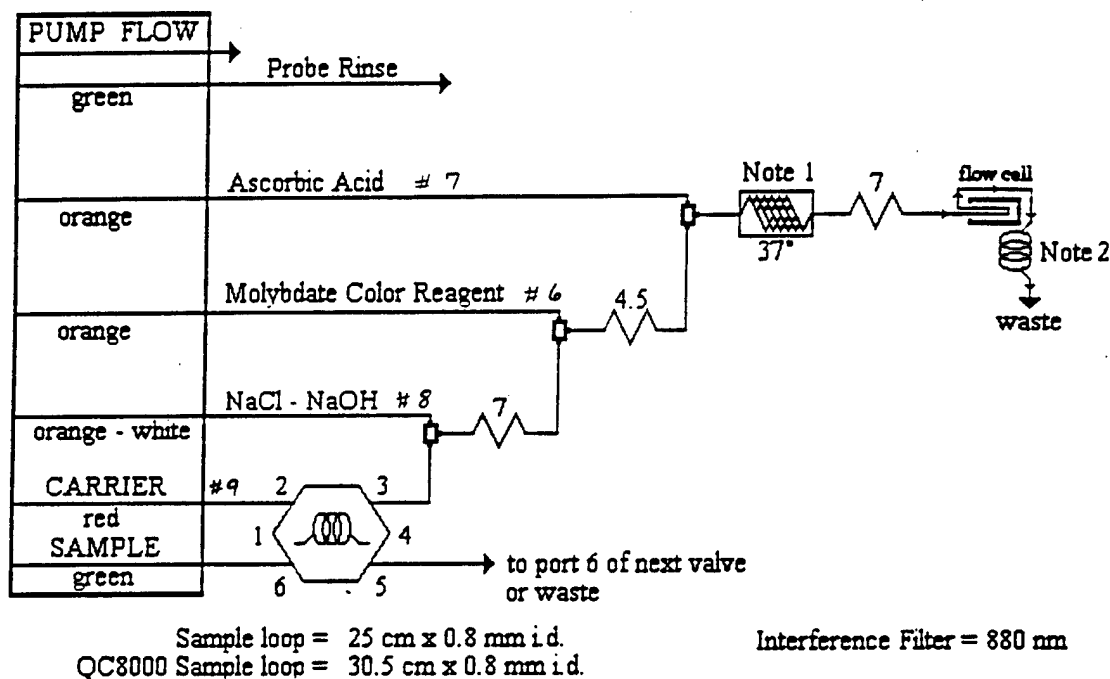 PUMP FLOW
Probe Rinse
green
Ascorbic Acid # 7
orange
Note 1
37°
7
flow cell
Note 2
waste
Molybdate Color Reagent # 6
orange
4.5
NaCl - NaOH # 8
orange - white
7
CARRIER #9
red
SAMPLE
green
2 3
1 4
6 5
to port 6 of next valve
or waste
Sample loop = 25 cm x 0.8 mm i.d.
QC8000 Sample loop = 30.5 cm x 0.8 mm i.d.
Interference Filter = 880 nm